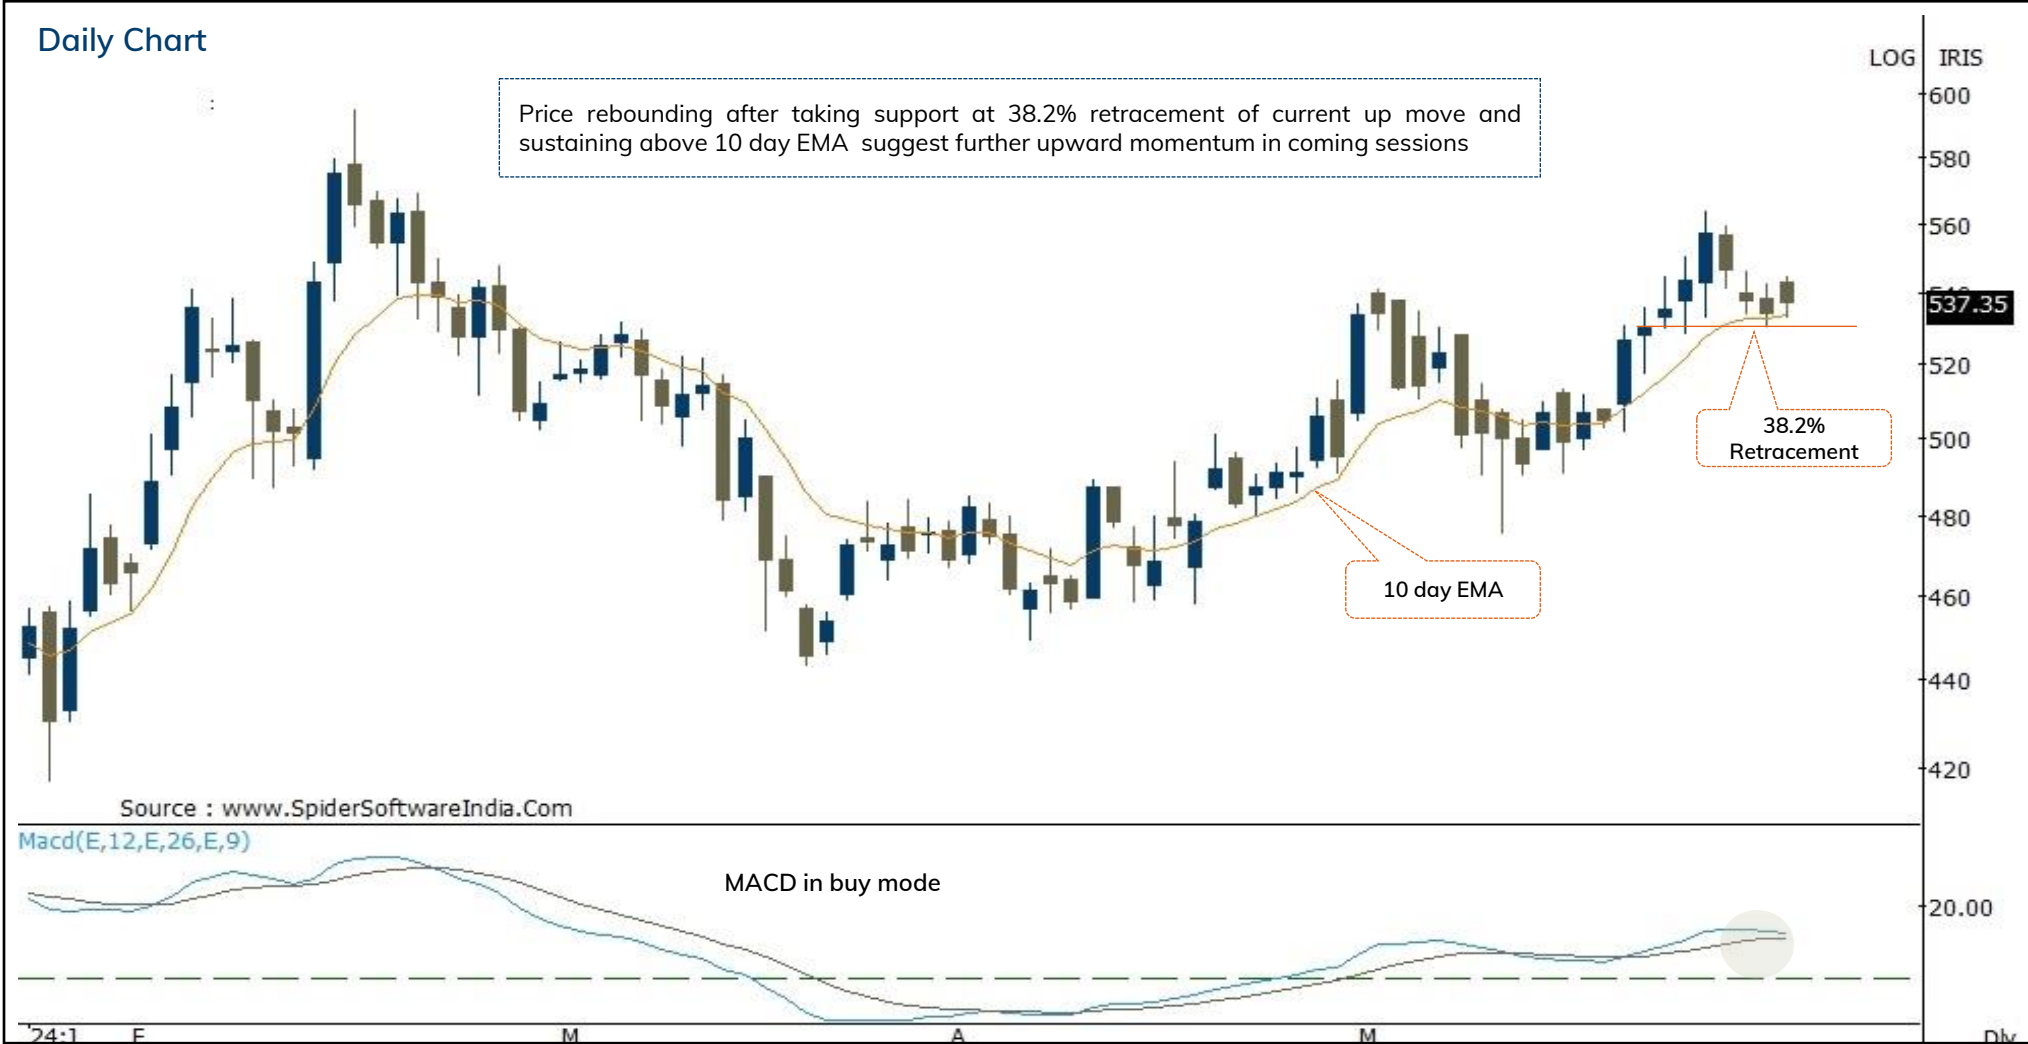 Daily Chart
LOG IRIS
:
Price rebounding after taking support at 38.2% retracement of current up move and
sustaining above 10 day EMA suggest further upward momentum in coming sessions
600
580
560
537.35
520
38.2%
Retracement
500
480
10 day EMA
460
440
420
Source : www.SpiderSoftwareIndia.Com
Macd(E,12,E,26,E,9)
MACD in buy mode
20.00
24:J F M A M Dly